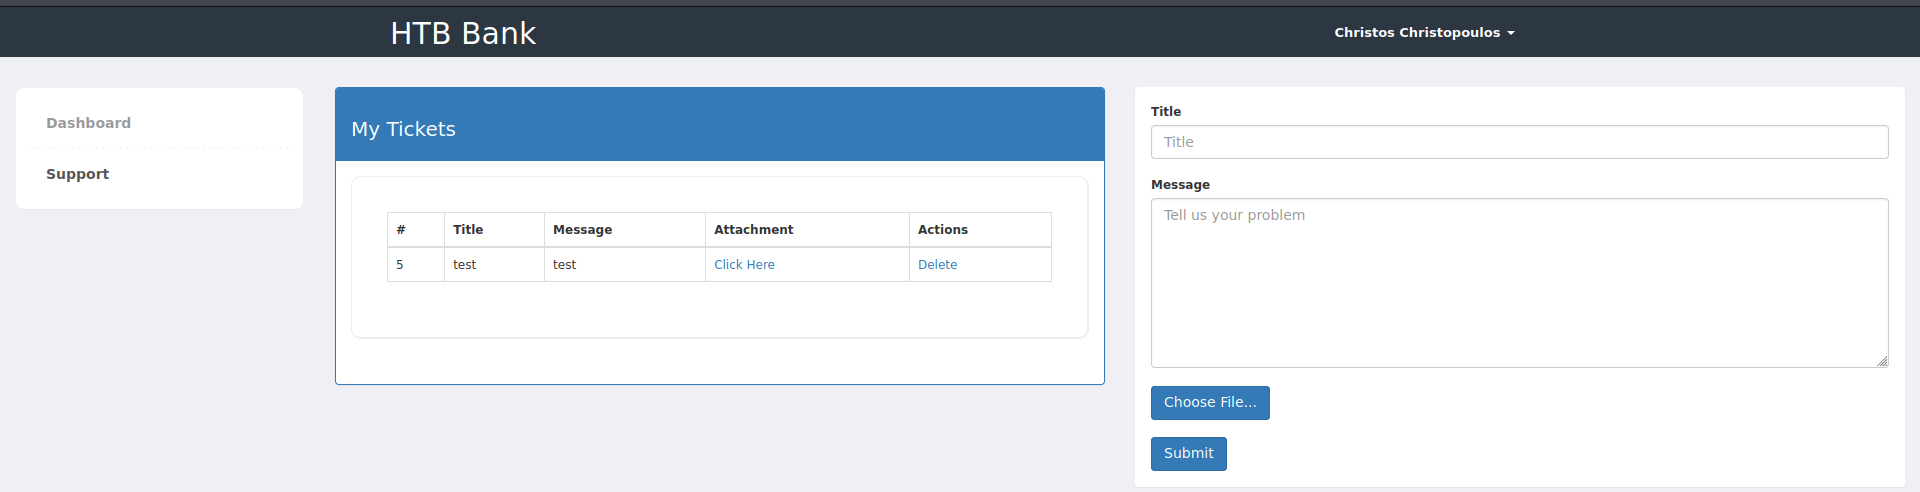 HTB Bank
Christos Christopoulos
Dashboard
Support
My Tickets
# Title Message Attachment Actions
5 test test Click Here Delete
Title
Title
Message
Tell us your problem
Choose File...
Submit